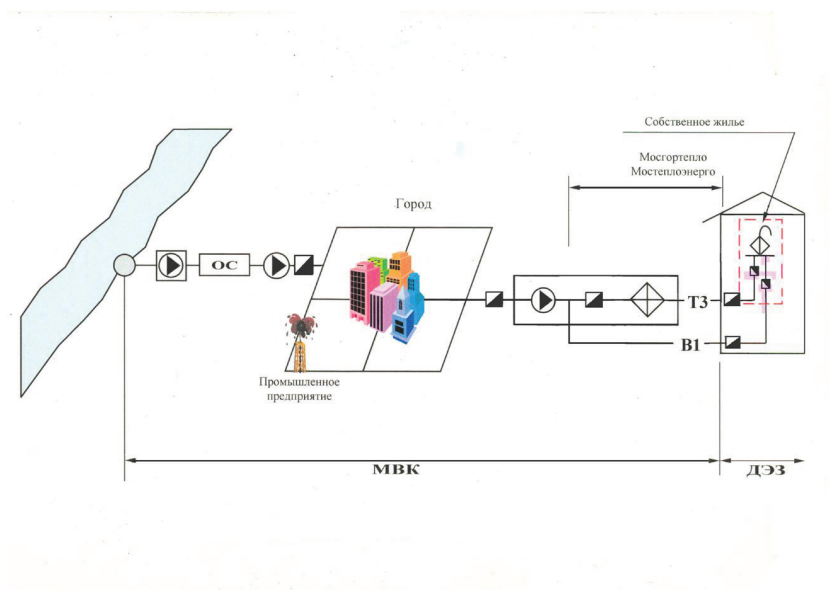 Собственное жилье
Мосгортепло
Мостеплоэнерго
Город
ОС
Т3
В1
Промышленное
предприятие
МВК
ДЭЗ